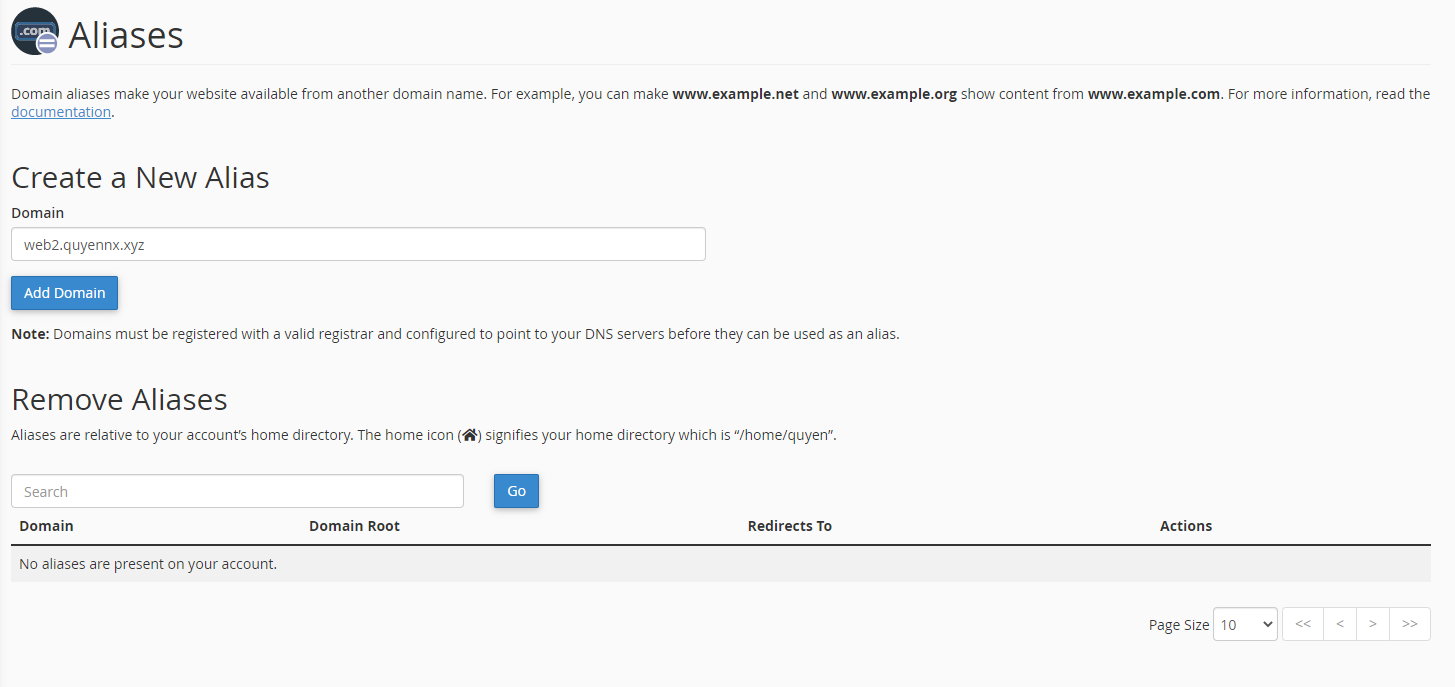 .com
Aliases
Domain aliases make your website available from another domain name. For example, you can make www.example.net and www.example.org show content from www.example.com. For more information, read the
documentation.
Create a New Alias
Domain
web2.quyennx.xyz
Add Domain
Note: Domains must be registered with a valid registrar and configured to point to your DNS servers before they can be used as an alias.
Remove Aliases
Aliases are relative to your account’s home directory. The home icon () signifies your home directory which is “/home/quyen”.
Search Go
Domain Domain Root Redirects To Actions
No aliases are present on your account.
Page Size 10 << < > >>